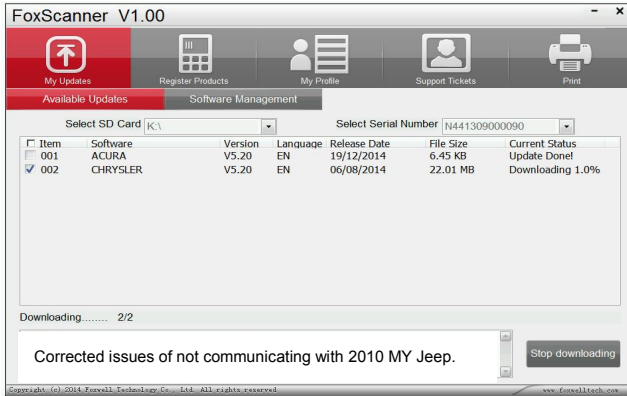 FoxScanner V1.00
My Updates Register Products My Profile Support Tickets Print
Available Updates Software Management
Select SD Card K:\ Select Serial Number N441309000090
Item Software Version Language Release Date File Size Current Status
001 ACURA V5.20 EN 19/12/2014 6.45 KB Update Done!
002 CHRYSLER V5.20 EN 06/08/2014 22.01 MB Downloading 1.0%
Downloading........ 2/2
Corrected issues of not communicating with 2010 MY Jeep.
Stop downloading
Copyright (c) 2014 Foxwell Technology Co., Ltd. All rights reserved www.foxwelltech.com